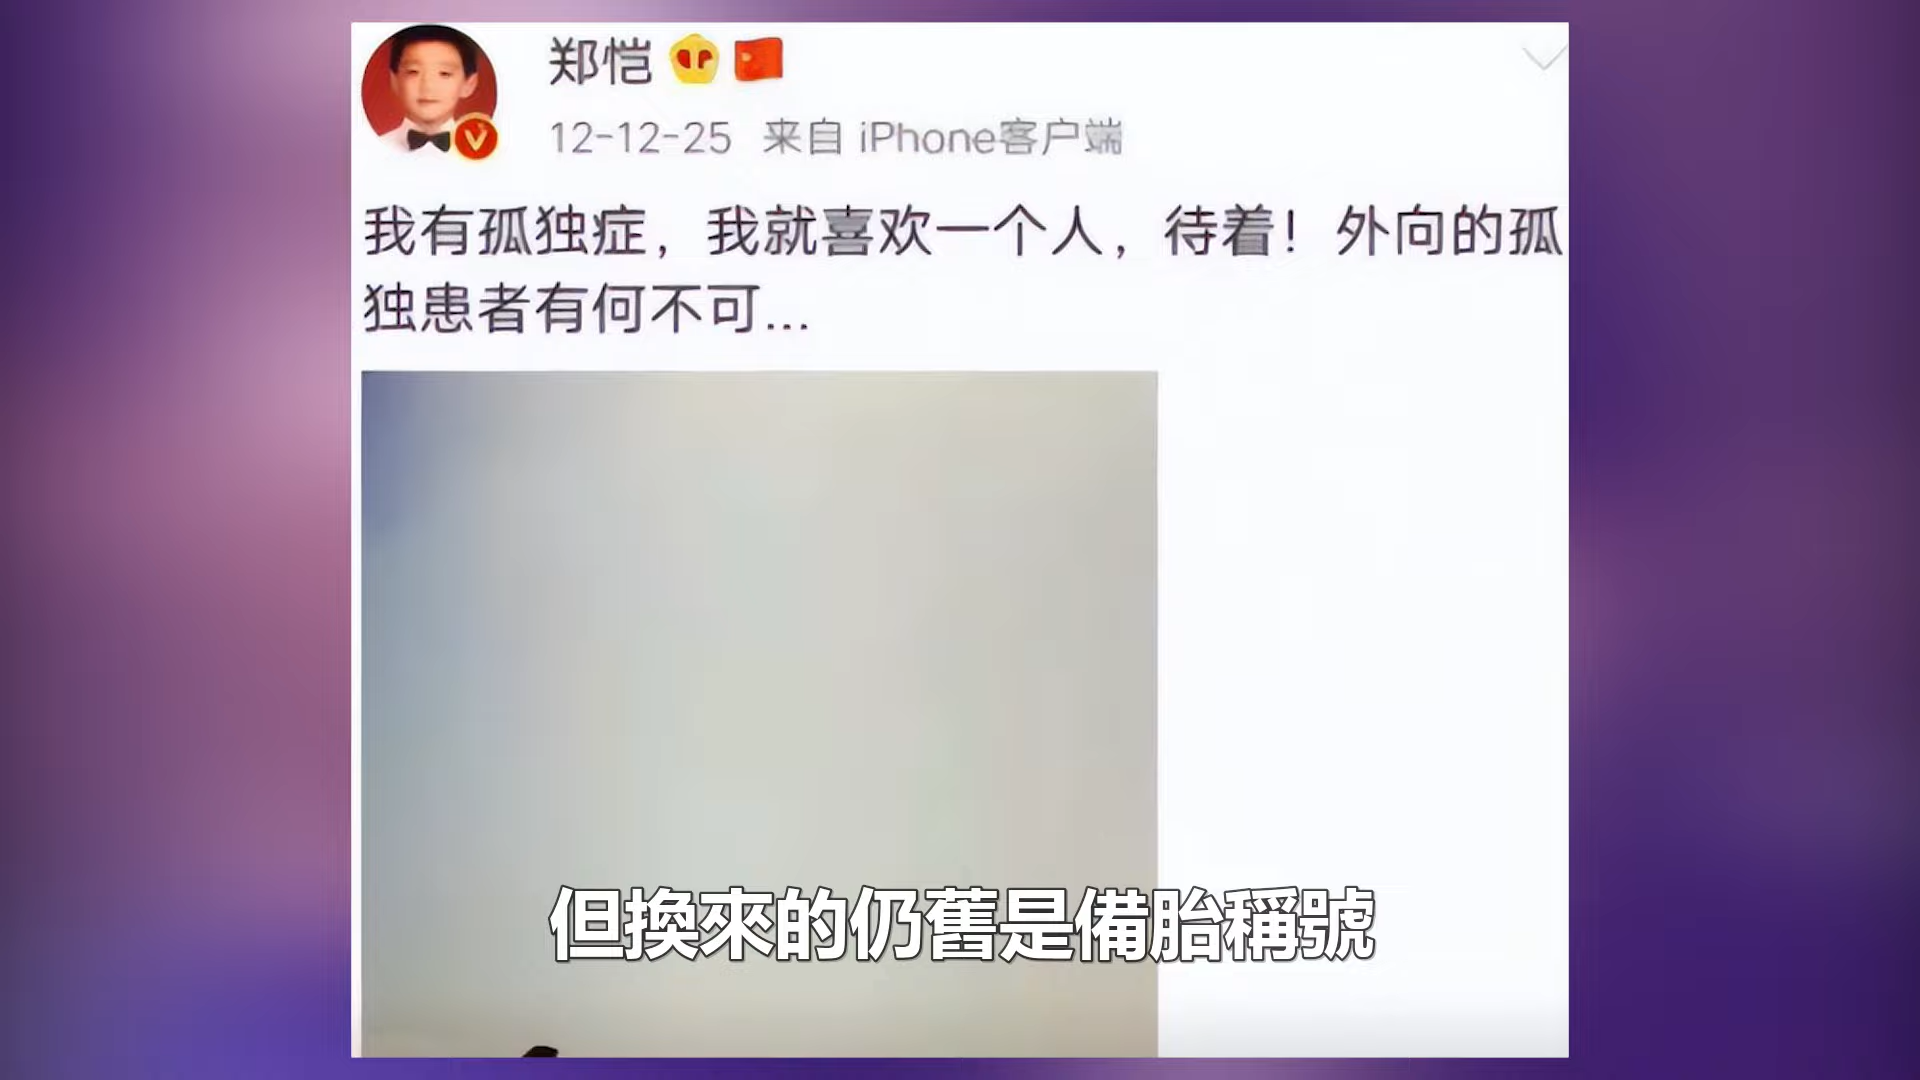 郑恺
12-12-25 来自 iPhone客户端
我有孤独症，我就喜欢一个人，待着！外向的孤
独患者有何不可...
但換來的仍舊是備胎稱號